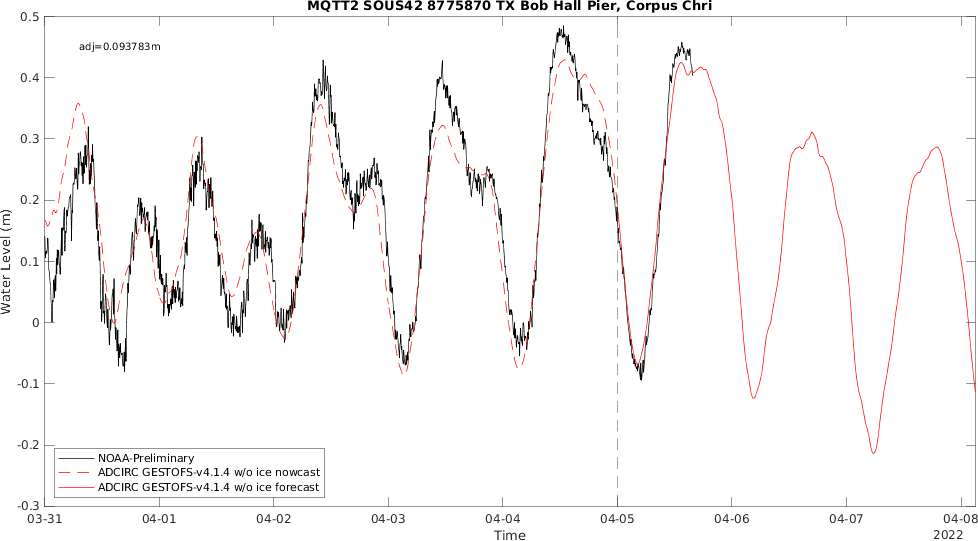 MQTT2 SOUS42 8775870 TX Bob Hall Pier, Corpus Chri
adj=0.093783m
Water Level (m)
0.5
0.4
0.3
0.2
0.1
0
-0.1
-0.2
-0.3
NOAA-Preliminary
ADCIRC GESTOFS-v4.1.4 w/o ice nowcast
ADCIRC GESTOFS-v4.1.4 w/o ice forecast
03-31 04-01 04-02 04-03 04-04 04-05 04-06 04-07 04-08
Time
2022